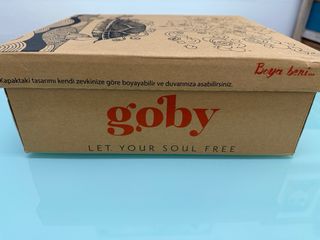 Boya beni...
Kapaktaki tasarımı kendi zevkinize göre boyayabilir ve duvarınıza asabilirsiniz.
goby
LET YOUR SOUL FREE